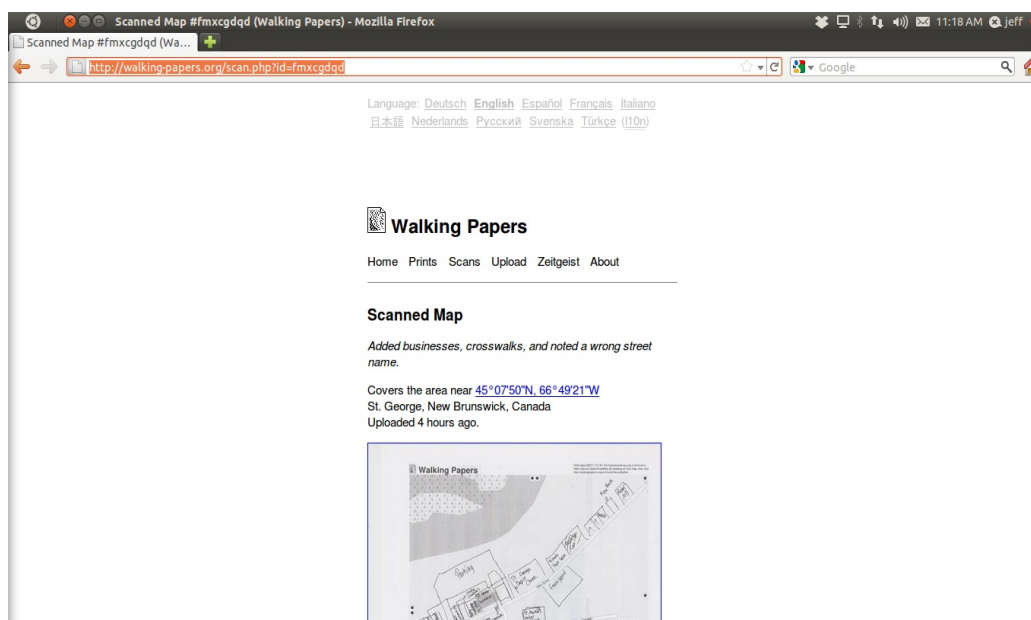 Scanned Map #fmxcgdqd (Walking Papers) - Mozilla Firefox
11:18 AM jeff
Scanned Map #fmxcgdqd (Wa...
http://walking-papers.org/scan.php?id=fmxcgdqd
Google
Language: Deutsch English Español Français Italiano
日本語 Nederlands Русский Svenska Türkçe (l10n)
Walking Papers
Home Prints Scans Upload Zeitgeist About
Scanned Map
Added businesses, crosswalks, and noted a wrong street
name.
Covers the area near 45°07'50"N, 66°49'21"W
St. George, New Brunswick, Canada
Uploaded 4 hours ago.
Walking Papers
Parking